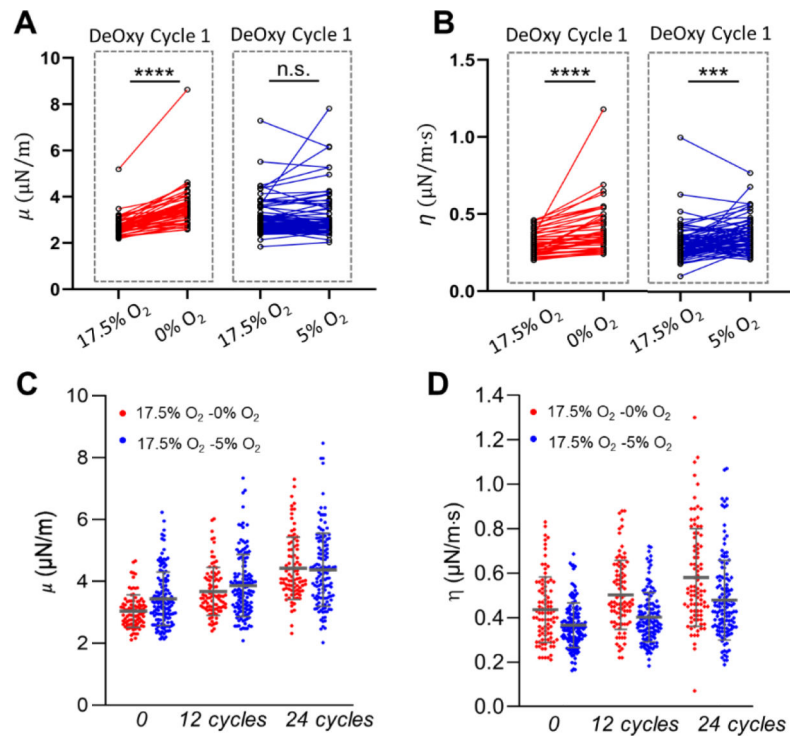 A
DeOxy Cycle 1
DeOxy Cycle 1
****
n.s.
μ (μN/m)
10
8
6
4
2
0
17.5% O₂
0% O₂
17.5% O₂
5% O₂
B
DeOxy Cycle 1
DeOxy Cycle 1
****
***
η (μN/m·s)
1.5
1.0
0.5
0.0
17.5% O₂
0% O₂
17.5% O₂
5% O₂
C
17.5% O₂ -0% O₂
17.5% O₂ -5% O₂
μ (μN/m)
10
8
6
4
2
0
0
12 cycles
24 cycles
D
17.5% O₂ -0% O₂
17.5% O₂ -5% O₂
η (μN/m·s)
1.4
1.2
1.0
0.8
0.6
0.4
0.2
0.0
0
12 cycles
24 cycles